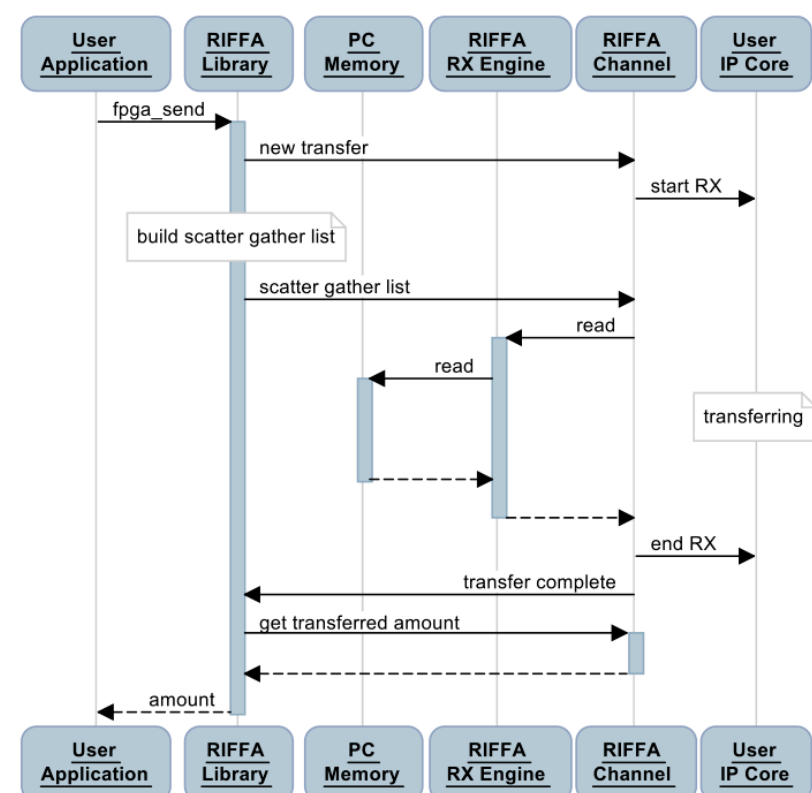 User RIFFA PC RIFFA RIFFA User
Application Library Memory RX Engine Channel IP Core
fpga_send
new transfer
start RX
build scatter gather list
scatter gather list
read
read
transferring
end RX
transfer complete
get transferred amount
amount
User RIFFA PC RIFFA RIFFA User
Application Library Memory RX Engine Channel IP Core